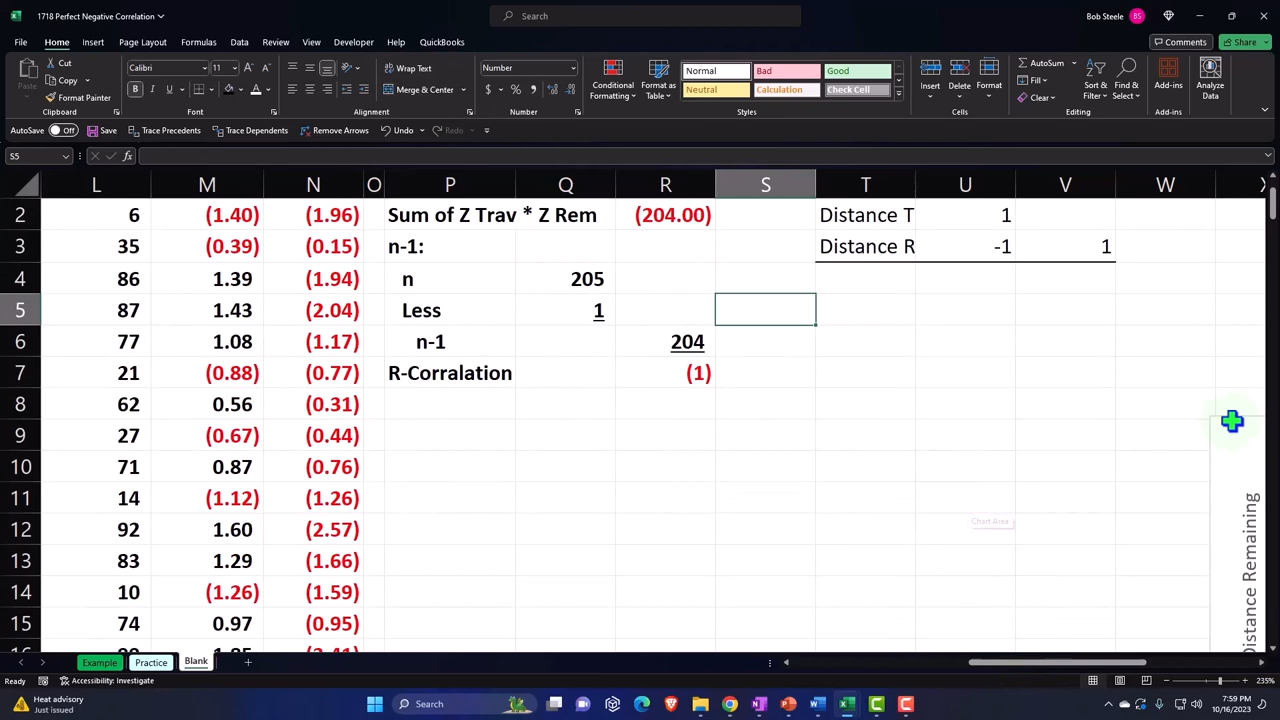 1718 Perfect Negative Correlation
Search
Bob Steele
BS
File Home Insert Page Layout Formulas Data Review View Developer Help QuickBooks
Comments Share
Cut
Copy
Format Painter
Paste
Clipboard
Calibri 11
B I U
Font
Wrap Text
Merge & Center
Alignment
Number
$ % ,
Number
Conditional Formatting
Format as Table
Normal Bad Good
Neutral Calculation Check Cell
Styles
Insert Delete Format
Cells
AutoSum
Fill
Clear
Sort & Filter
Find & Select
Editing
Add-ins
Add-ins
Analyze Data
AutoSave Off Save Trace Precedents Trace Dependents Remove Arrows Undo Redo
S5 fx
L M N O P Q R S T U V W X
2 6 (1.40) (1.96) Sum of Z Trav * Z Rem (204.00) Distance T 1
3 35 (0.39) (0.15) n-1: Distance R -1 1
4 86 1.39 (1.94) n 205
5 87 1.43 (2.04) Less 1
6 77 1.08 (1.17) n-1 204
7 21 (0.88) (0.77) R-Corralation (1)
8 62 0.56 (0.31)
9 27 (0.67) (0.44)
10 71 0.87 (0.76)
11 14 (1.12) (1.26)
12 92 1.60 (2.57)
13 83 1.29 (1.66)
14 10 (1.26) (1.59)
15 74 0.97 (0.95)
Chart Area
Distance Remaining
Example Practice Blank
Ready Accessibility: Investigate
235%
Heat advisory
Just issued
Search
7:59 PM
10/16/2023